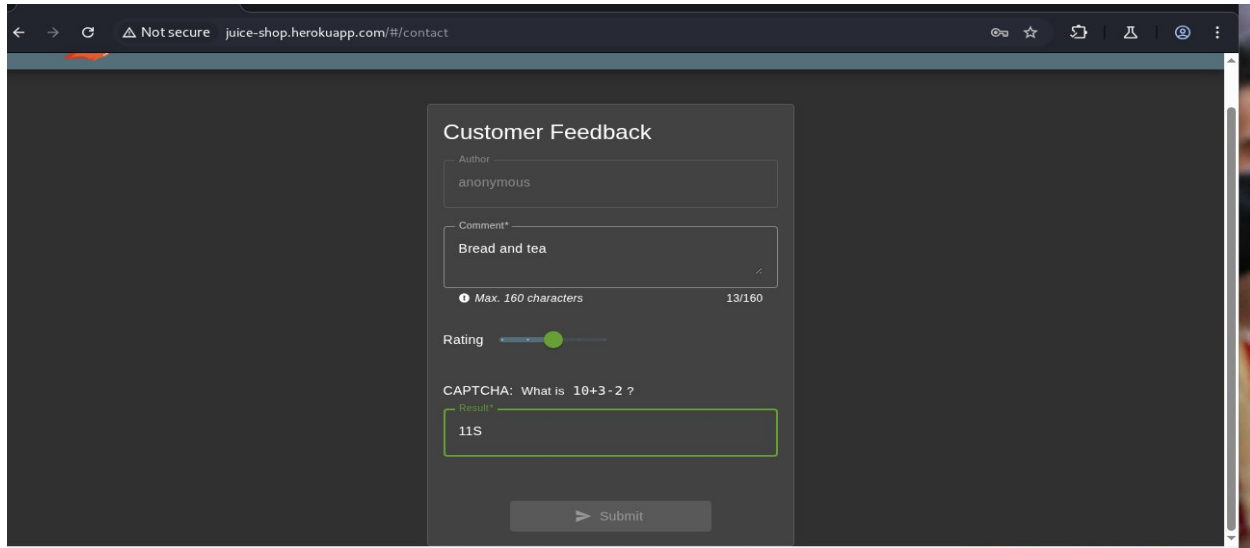 Not secure juice-shop.herokuapp.com/#/contact
Customer Feedback
Author
anonymous
Comment*
Bread and tea
Max. 160 characters 13/160
Rating
CAPTCHA: What is 10+3-2 ?
Result*
11S
Submit